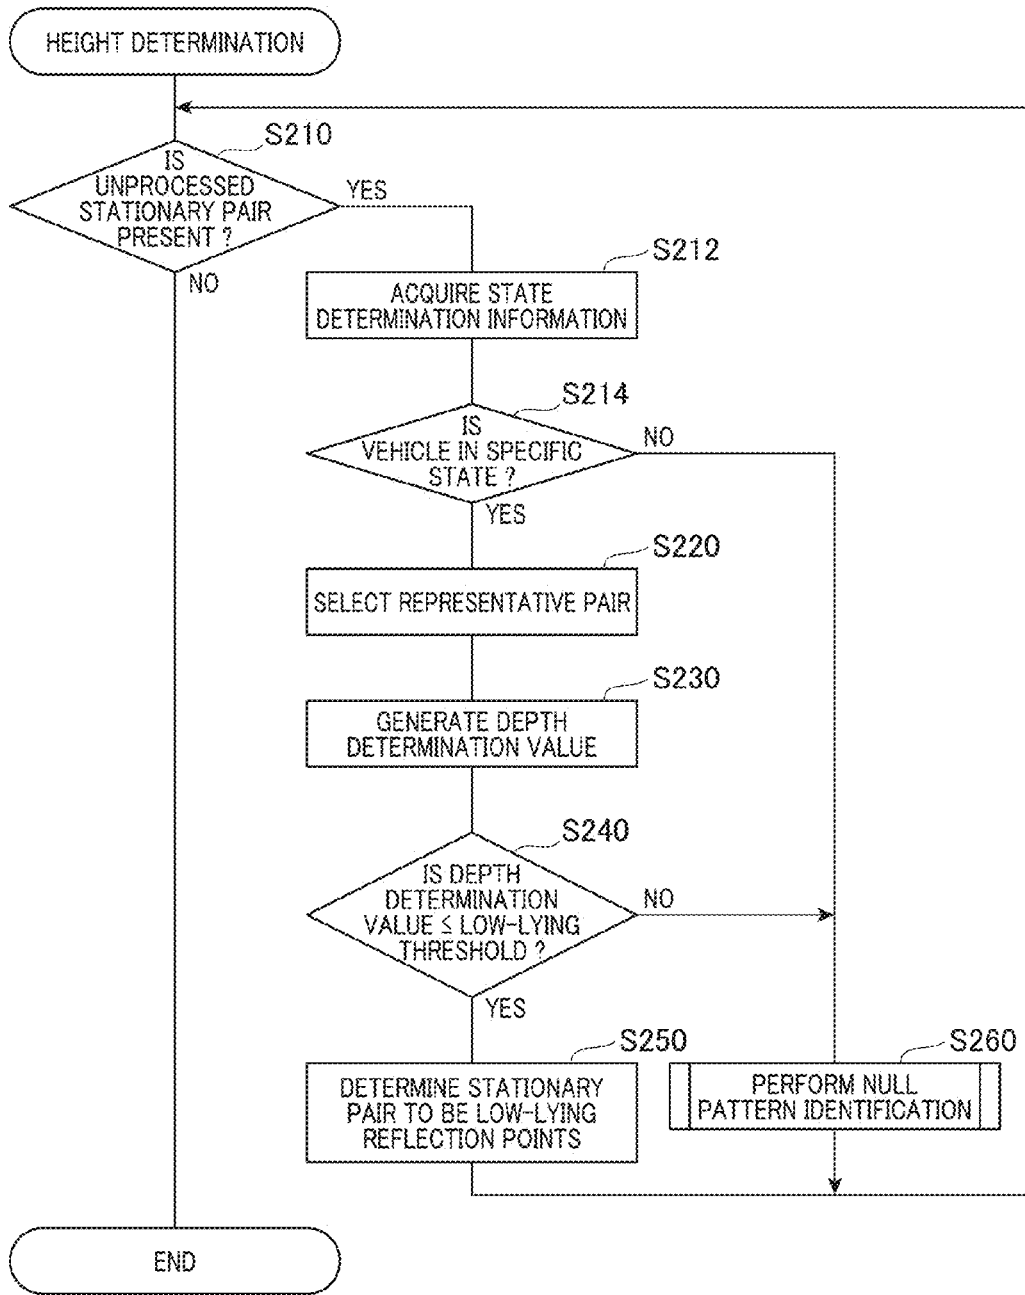 HEIGHT DETERMINATION
S210
IS
UNPROCESSED
STATIONARY PAIR
PRESENT ?
YES
NO
S212
ACQUIRE STATE
DETERMINATION INFORMATION
S214
IS
VEHICLE IN SPECIFIC
STATE ?
NO
YES
S220
SELECT REPRESENTATIVE PAIR
S230
GENERATE DEPTH
DETERMINATION VALUE
S240
IS DEPTH
DETERMINATION
VALUE ≤ LOW-LYING
THRESHOLD ?
NO
YES
S250
DETERMINE STATIONARY
PAIR TO BE LOW-LYING
REFLECTION POINTS
S260
PERFORM NULL
PATTERN IDENTIFICATION
END